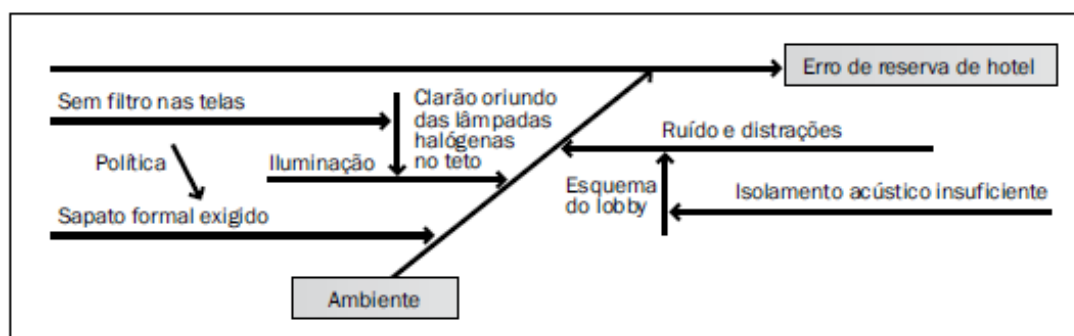 Erro de reserva de hotel
Sem filtro nas telas
Clarão oriundo
das lâmpadas
halógenas
no teto
Ruído e distrações
Política
Iluminação
Esquema
do lobby
Isolamento acústico insuficiente
Sapato formal exigido
Ambiente